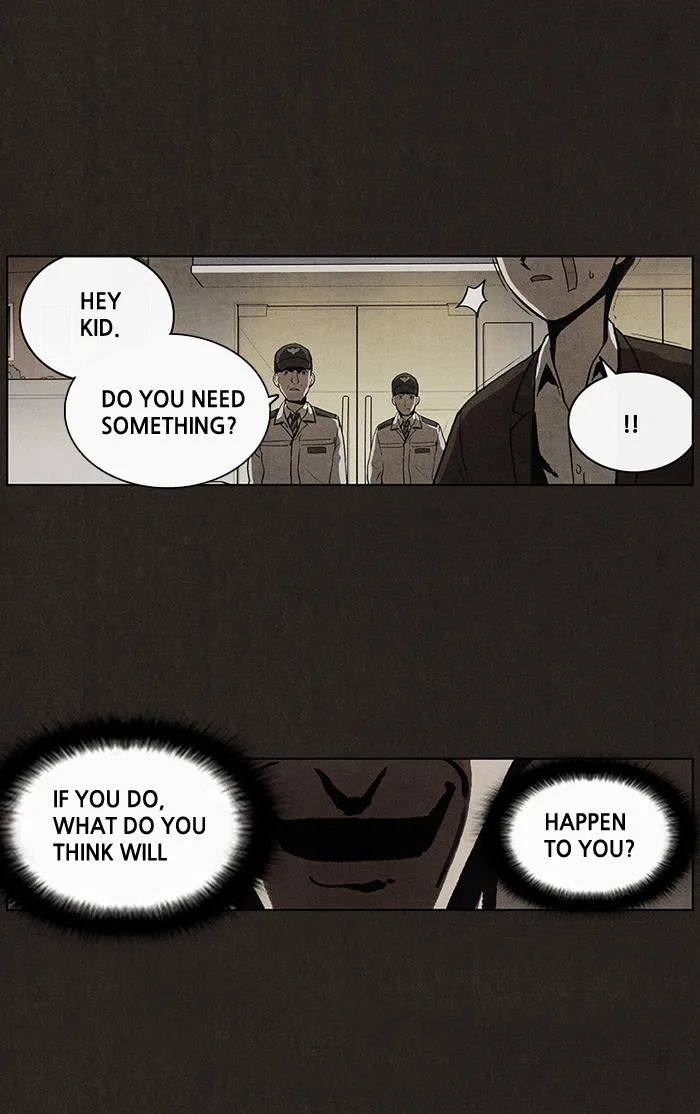 HEY
KID.
DO YOU NEED
SOMETHING?
!!
IF YOU DO,
WHAT DO YOU
THINK WILL
HAPPEN
TO YOU?